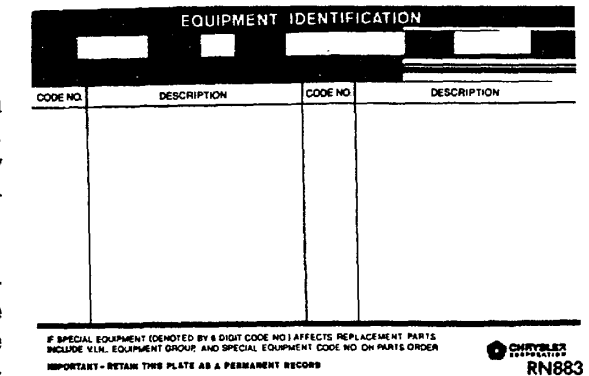 EQUIPMENT IDENTIFICATION
CODE NO. DESCRIPTION CODE NO. DESCRIPTION
IF SPECIAL EQUIPMENT (DENOTED BY 6 DIGIT CODE NO.) AFFECTS REPLACEMENT PARTS
INCLUDE V.I.N., EQUIPMENT GROUP, AND SPECIAL EQUIPMENT CODE NO. ON PARTS ORDER
IMPORTANT - RETAIN THIS PLATE AS A PERMANENT RECORD
CHRYSLER
CORPORATION
RN883